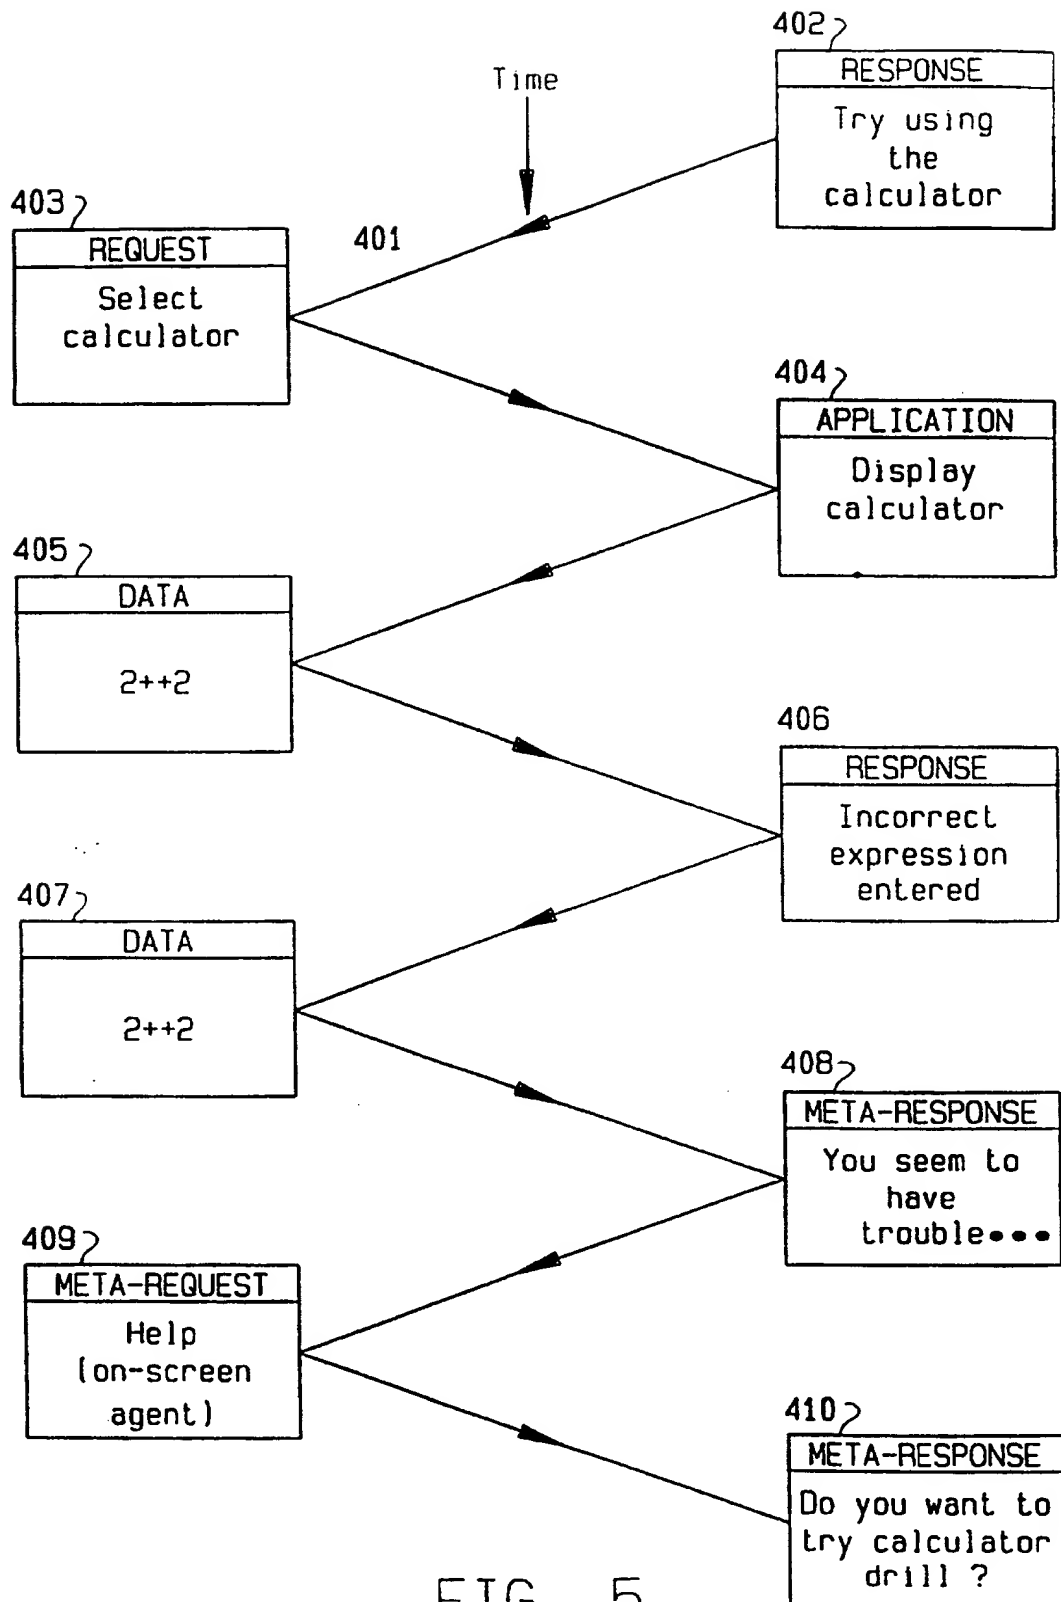 402
RESPONSE
Try using
the
calculator
Time
403
REQUEST
Select
calculator
401
404
APPLICATION
Display
calculator
405
DATA
2++2
406
RESPONSE
Incorrect
expression
entered
407
DATA
2++2
408
META-RESPONSE
You seem to
have
trouble•••
409
META-REQUEST
Help
(on-screen
agent)
410
META-RESPONSE
Do you want to
try calculator
drill ?
FIG. 5